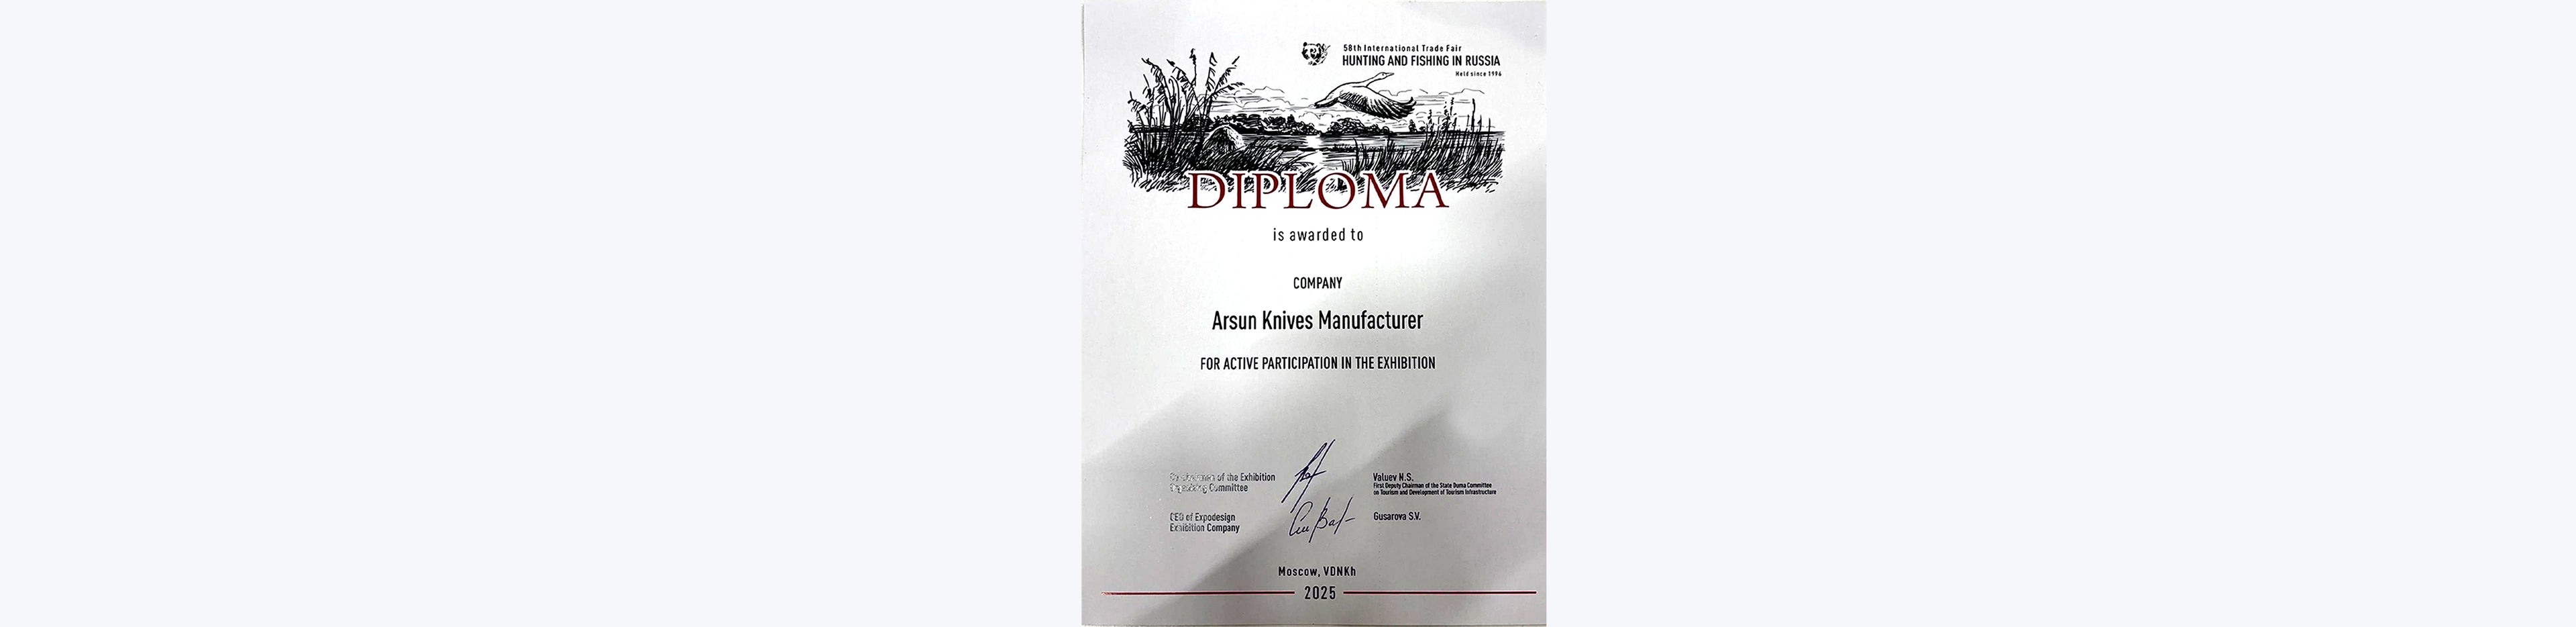 58th International Trade Fair
HUNTING AND FISHING IN RUSSIA
Held since 1996
DIPLOMA
is awarded to
COMPANY
Arsun Knives Manufacturer
FOR ACTIVE PARTICIPATION IN THE EXHIBITION
of the Exhibition
Committee
Valuev N.S.
First Deputy Chairman of the State Duma Committee
on Tourism and Development of Tourism Infrastructure
CEO of Expodesign
Exhibition Company
Gusarova S.V.
Moscow, VDNKh
2025